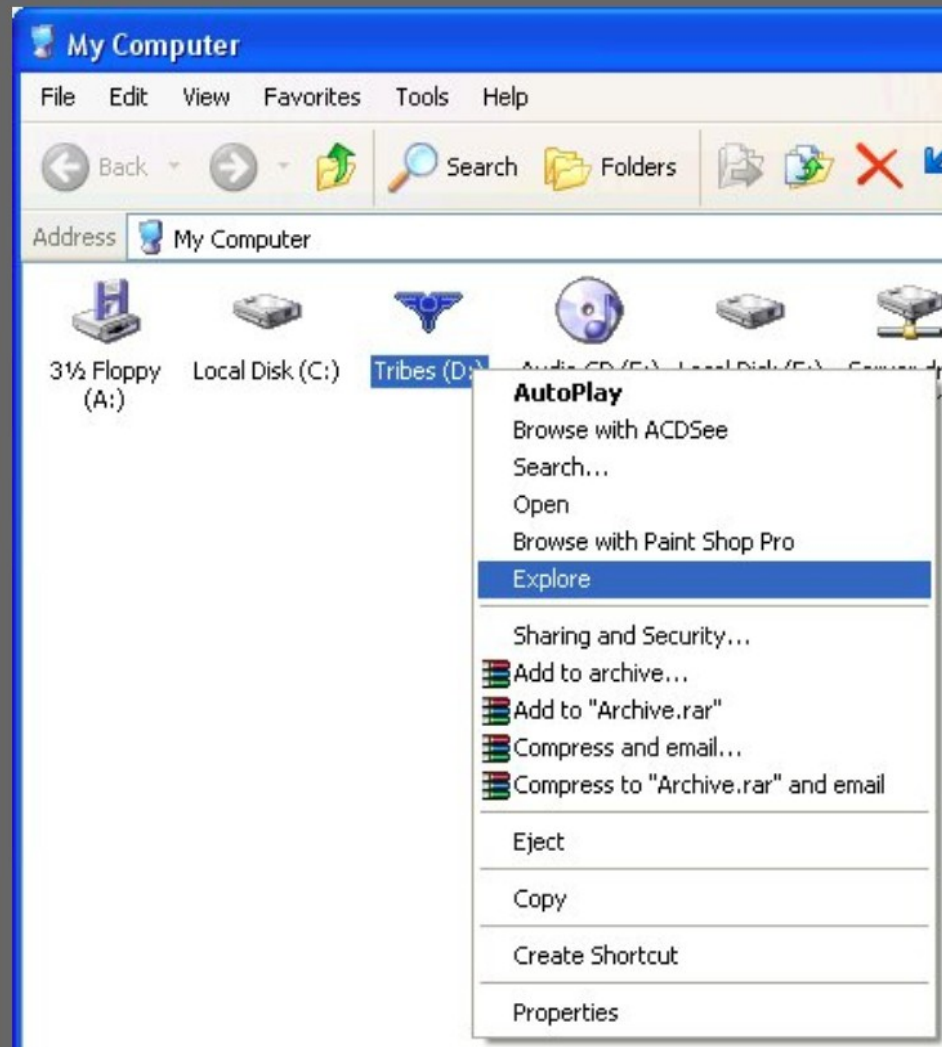 My Computer
File Edit View Favorites Tools Help
Back Search Folders
Address My Computer
3½ Floppy (A:)
Local Disk (C:)
Tribes (D:)
AutoPlay
Browse with ACDSee
Search...
Open
Browse with Paint Shop Pro
Explore
Sharing and Security...
Add to archive...
Add to "Archive.rar"
Compress and email...
Compress to "Archive.rar" and email
Eject
Copy
Create Shortcut
Properties